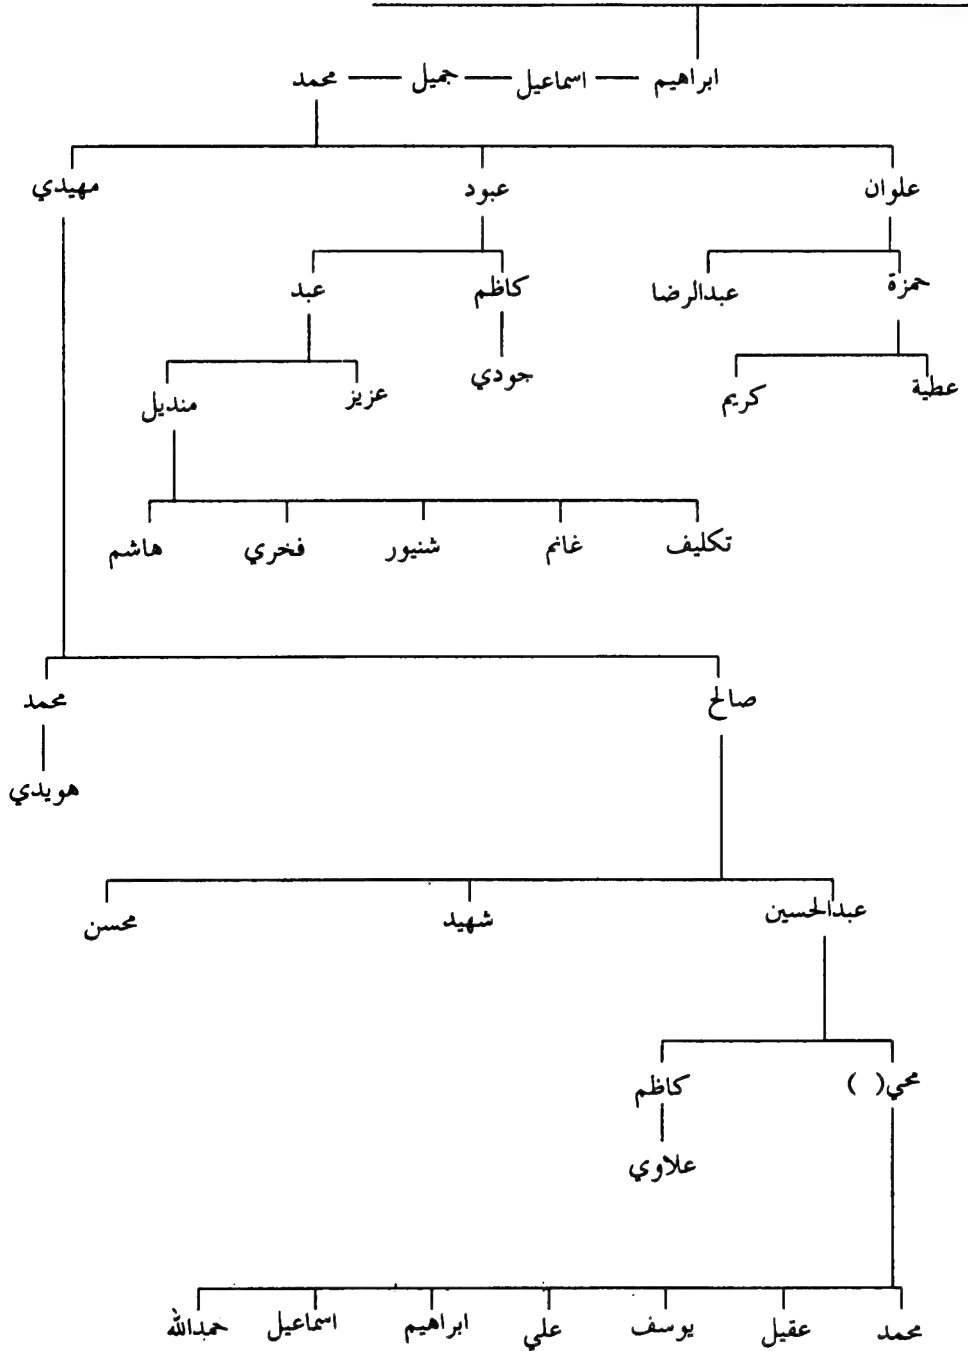 ابراهيم — اسماعيل — جميل — محمد
علوان عبود مهيدي
حمزة عبدالرضا كاظم عبد
عطية كريم جودي عزيز منديل
تكليف غانم شنيور فخري هاشم
صالح محمد
هويدي
عبدالحسين شهيد محسن
محي( ) كاظم
علاوي
محمد عقيل يوسف علي ابراهيم اسماعيل حمدالله